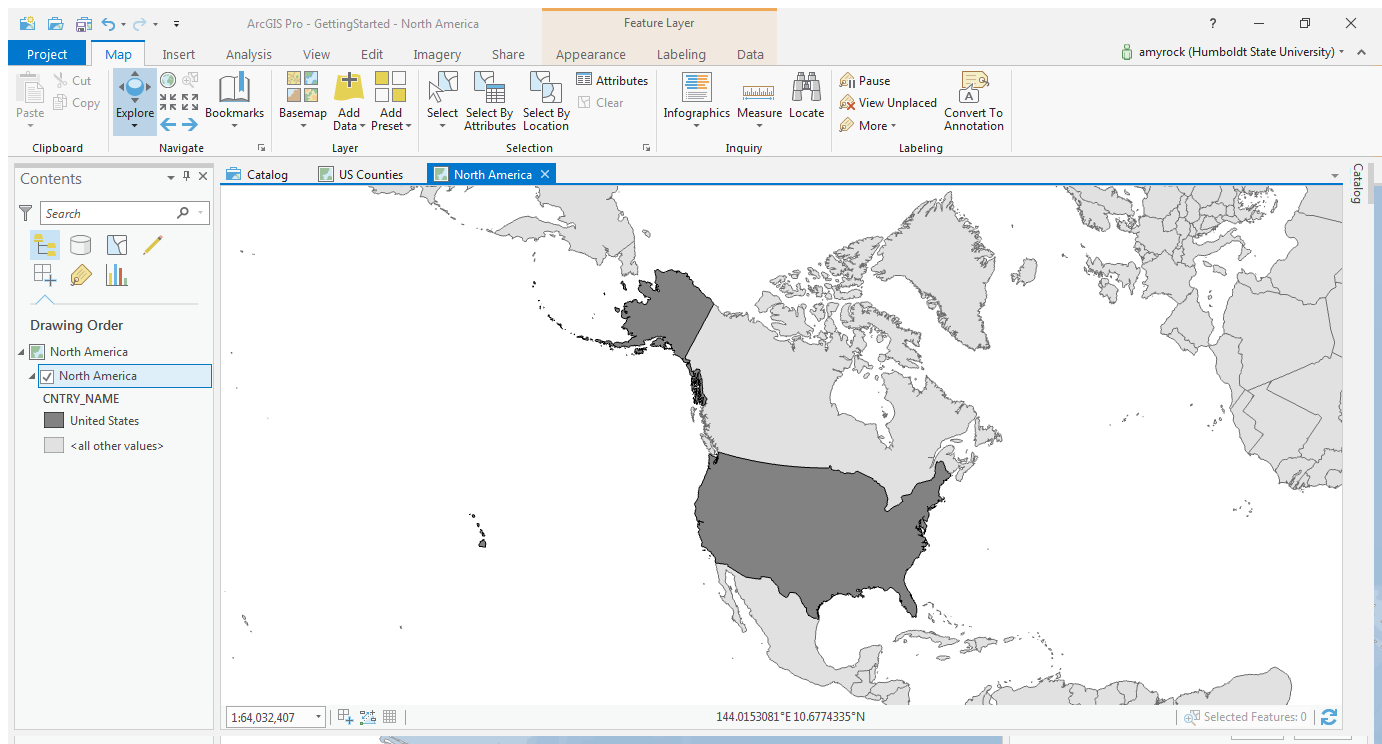 ArcGIS Pro - GettingStarted - North America
Feature Layer
?
Project Map Insert Analysis View Edit Imagery Share Appearance Labeling Data
amyrock (Humboldt State University)
Paste
Cut
Copy
Clipboard
Explore
Bookmarks
Navigate
Basemap
Add Data
Add Preset
Layer
Select
Select By Attributes
Select By Location
Attributes
Clear
Selection
Infographics
Measure
Locate
Inquiry
Pause
View Unplaced
More
A
Convert To Annotation
Labeling
Contents
Search
Drawing Order
North America
North America
CNTRY_NAME
United States
<all other values>
Catalog
US Counties
North America
Catalog
1:64,032,407
144.0153081°E 10.6774335°N
Selected Features: 0